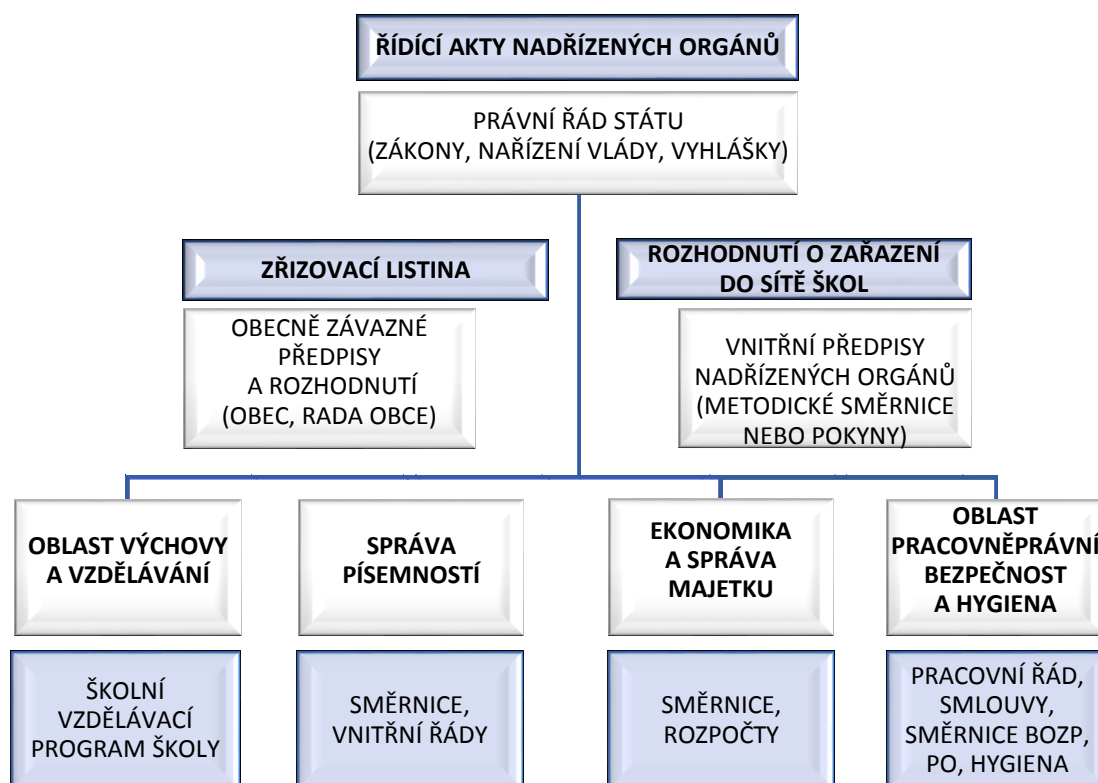 ŘÍDÍCÍ AKTY NADŘÍZENÝCH ORGÁNŮ
PRÁVNÍ ŘÁD STÁTU
(ZÁKONY, NAŘÍZENÍ VLÁDY, VYHLÁŠKY)
ZŘIZOVACÍ LISTINA
OBECNĚ ZÁVAZNÉ
PŘEDPISY
A ROZHODNUTÍ
(OBEC, RADA OBCE)
ROZHODNUTÍ O ZAŘAZENÍ
DO SÍTĚ ŠKOL
VNITŘNÍ PŘEDPISY
NADŘÍZENÝCH ORGÁNŮ
(METODICKÉ SMĚRNICE
NEBO POKYNY)
OBLAST VÝCHOVY
A VZDĚLÁVÁNÍ
SPRÁVA
PÍSEMNOSTÍ
EKONOMIKA
A SPRÁVA
MAJETKU
OBLAST
PRACOVNĚPRÁVNÍ
BEZPEČNOST
A HYGIENA
ŠKOLNÍ
VZDĚLÁVACÍ
PROGRAM ŠKOLY
SMĚRNICE,
VNITŘNÍ ŘÁDY
SMĚRNICE,
ROZPOČTY
PRACOVNÍ ŘÁD,
SMLOUVY,
SMĚRNICE BOZP,
PO, HYGIENA